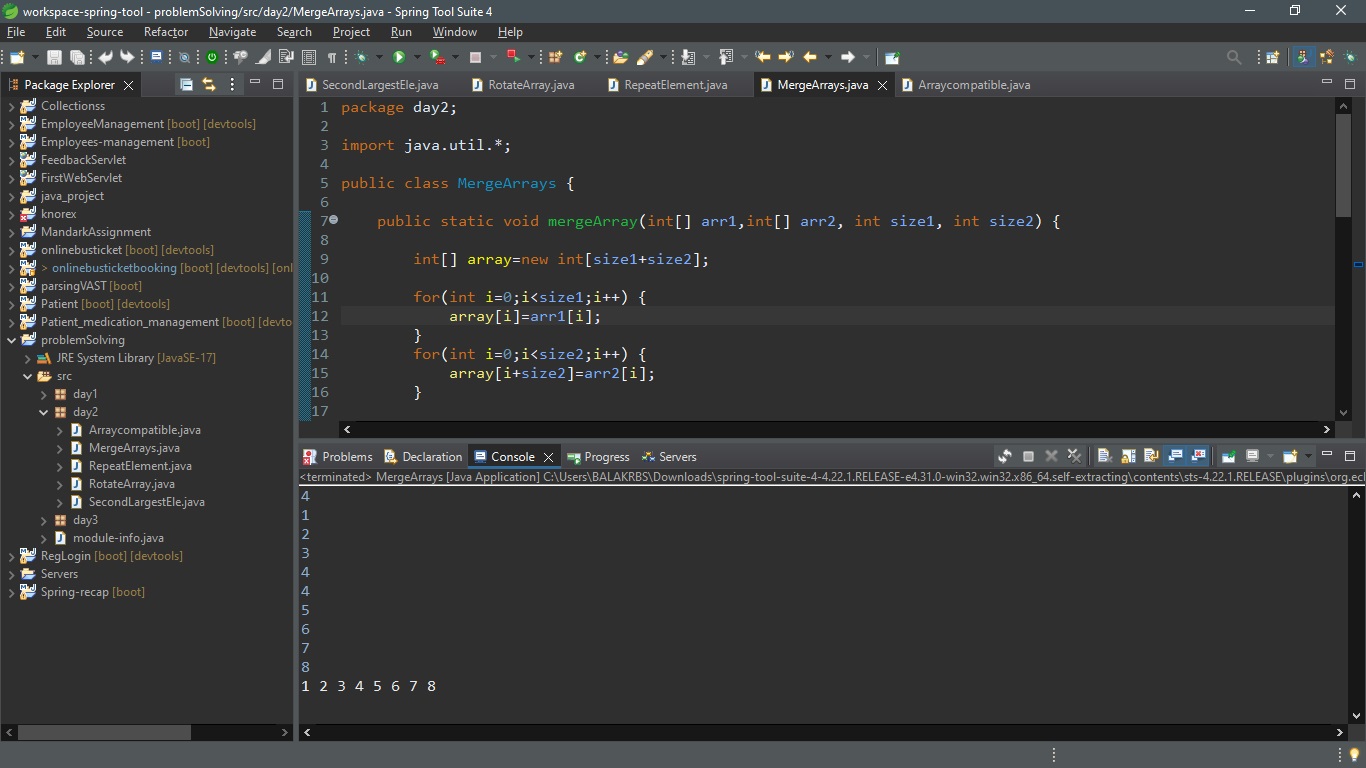 workspace-spring-tool - problemSolving/src/day2/MergeArrays.java - Spring Tool Suite 4
File Edit Source Refactor Navigate Search Project Run Window Help
Package Explorer
Collectionss
EmployeeManagement [boot] [devtools]
Employees-management [boot]
FeedbackServlet
FirstWebServlet
java_project
knorex
MandarkAssignment
onlinebusticket [boot] [devtools]
> onlinebusticketbooking [boot] [devtools] [onl
parsingVAST [boot]
Patient [boot] [devtools]
Patient_medication_management [boot] [devto
problemSolving
JRE System Library [JavaSE-17]
src
day1
day2
Arraycompatible.java
MergeArrays.java
RepeatElement.java
RotateArray.java
SecondLargestEle.java
day3
module-info.java
RegLogin [boot] [devtools]
Servers
Spring-recap [boot]
SecondLargestEle.java RotateArray.java RepeatElement.java MergeArrays.java Arraycompatible.java
1 package day2;
2
3 import java.util.*;
4
5 public class MergeArrays {
6
7 public static void mergeArray(int[] arr1,int[] arr2, int size1, int size2) {
8
9 int[] array=new int[size1+size2];
10
11 for(int i=0;i<size1;i++) {
12 array[i]=arr1[i];
13 }
14 for(int i=0;i<size2;i++) {
15 array[i+size2]=arr2[i];
16 }
17
Problems Declaration Console Progress Servers
<terminated> MergeArrays [Java Application] C:\Users\BALAKRBS\Downloads\spring-tool-suite-4-4.22.1.RELEASE-e4.31.0-win32.win32.x86_64.self-extracting\contents\sts-4.22.1.RELEASE\plugins\org.ecl
4
1
2
3
4
4
5
6
7
8
1 2 3 4 5 6 7 8